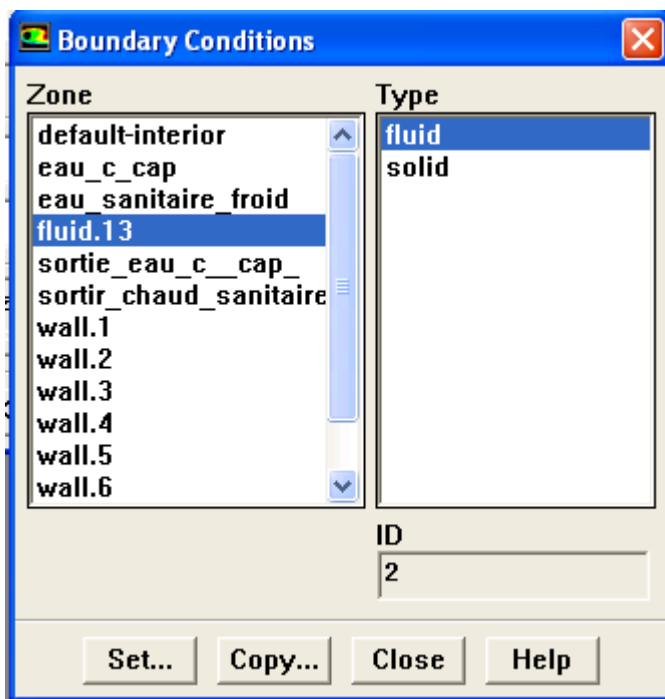 Boundary Conditions
Zone
default-interior
eau_c_cap
eau_sanitaire_froid
fluid.13
sortie_eau_c__cap_
sortir_chaud_sanitaire
wall.1
wall.2
wall.3
wall.4
wall.5
wall.6
Type
fluid
solid
ID
2
Set...
Copy...
Close
Help